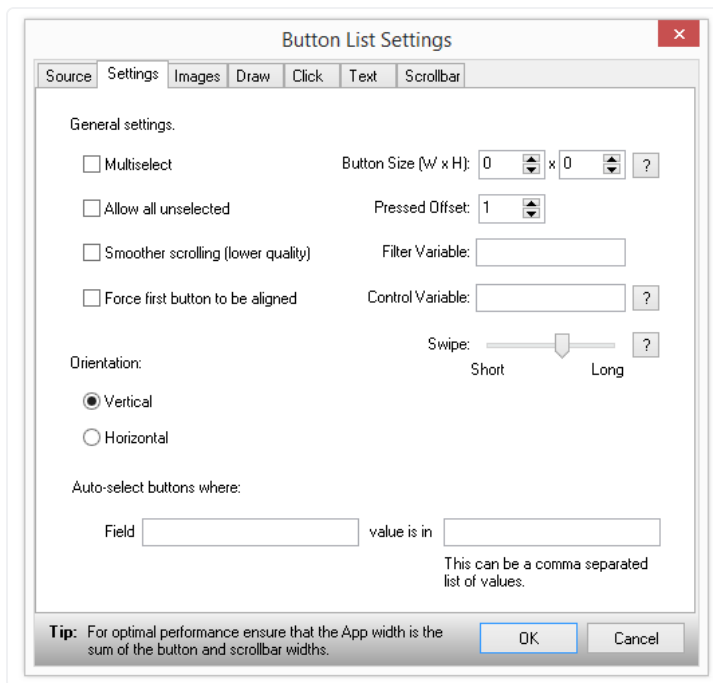 Button List Settings
Source Settings Images Draw Click Text Scrollbar
General settings.
Multiselect Button Size (W x H): 0 x 0 ?
Allow all unselected Pressed Offset: 1
Smoother scrolling (lower quality) Filter Variable:
Force first button to be aligned Control Variable: ?
Swipe: ?
Short Long
Orientation:
Vertical
Horizontal
Auto-select buttons where:
Field value is in
This can be a comma separated
list of values.
Tip: For optimal performance ensure that the App width is the
sum of the button and scrollbar widths.
OK Cancel